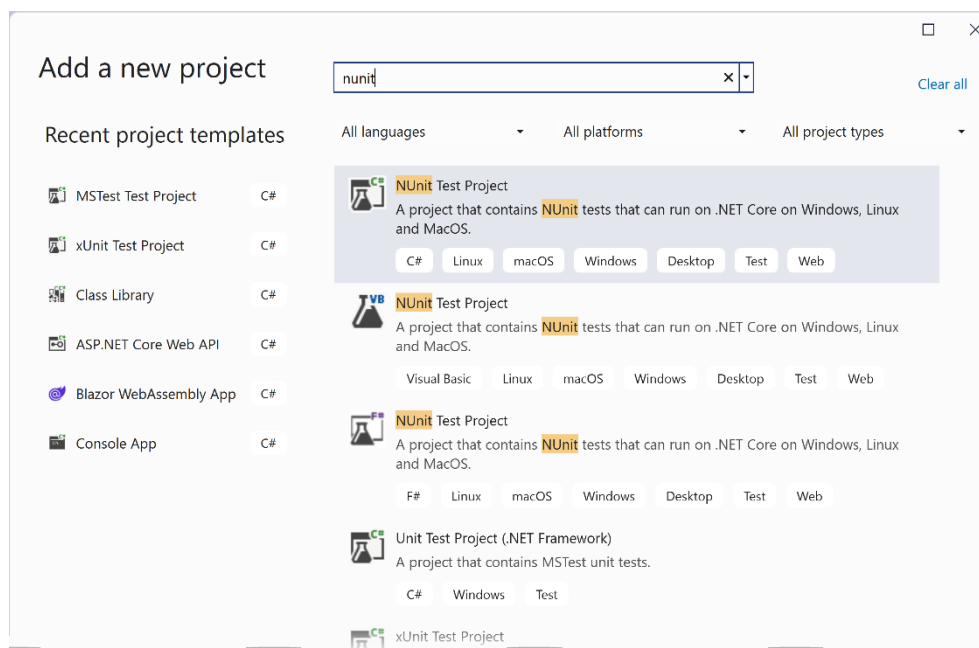 Add a new project
nunit
Clear all
Recent project templates
All languages
All platforms
All project types
MSTest Test Project C#
xUnit Test Project C#
Class Library C#
ASP.NET Core Web API C#
Blazor WebAssembly App C#
Console App C#
C#
NUnit Test Project
A project that contains NUnit tests that can run on .NET Core on Windows, Linux
and MacOS.
C# Linux macOS Windows Desktop Test Web
VB
NUnit Test Project
A project that contains NUnit tests that can run on .NET Core on Windows, Linux
and MacOS.
Visual Basic Linux macOS Windows Desktop Test Web
F#
NUnit Test Project
A project that contains NUnit tests that can run on .NET Core on Windows, Linux
and MacOS.
F# Linux macOS Windows Desktop Test Web
C#
Unit Test Project (.NET Framework)
A project that contains MSTest unit tests.
C# Windows Test
C#
xUnit Test Project